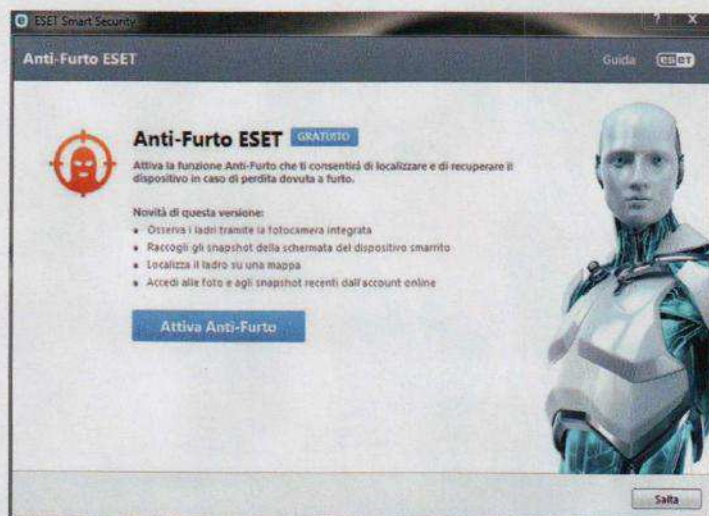 ESET Smart Security
? X
Anti-Furto ESET
Guida
eseT
Anti-Furto ESET GRATUITO
Attiva la funzione Anti-Furto che ti consentirà di localizzare e di recuperare il
dispositivo in caso di perdita dovuta a furto.
Novità di questa versione:
Osserva i ladri tramite la fotocamera integrata
Raccogli gli snapshot della schermata del dispositivo smarrito
Localizza il ladro su una mappa
Accedi alle foto e agli snapshot recenti dall'account online
Attiva Anti-Furto
Salta